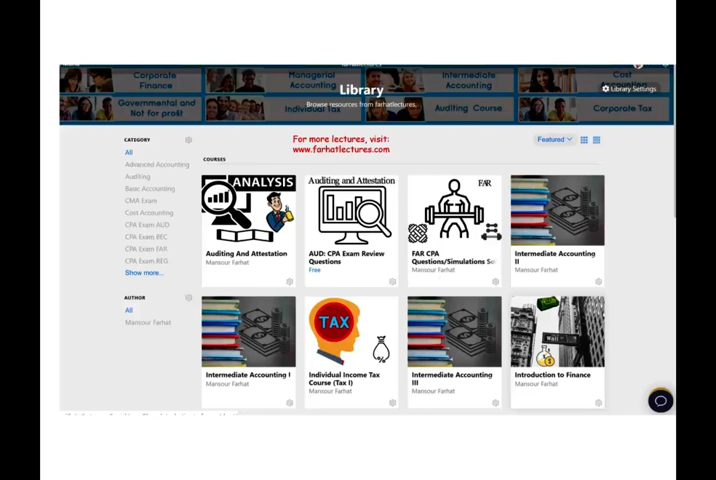 farhatlectures
Corporate
Finance
Managerial
Accounting
Intermediate
Accounting
Cost
Accounting
Library
Library Settings
Governmental and
Not for profit
Individual Tax
Auditing Course
Corporate Tax
Browse resources from farhatlectures.
For more lectures, visit:
www.farhatlectures.com
CATEGORY
All
Advanced Accounting
Auditing
Basic Accounting
CMA Exam
Cost Accounting
CPA Exam AUD
CPA Exam BEC
CPA Exam FAR
CPA Exam REG
Show more...
AUTHOR
All
Mansour Farhat
Featured
COURSES
ANALYSIS
Auditing And Attestation
Mansour Farhat
Auditing and Attestation
AUD: CPA Exam Review
Questions
Free
FAR
FAR CPA
Questions/Simulations
Mansour Farhat
Intermediate Accounting
II
Mansour Farhat
Intermediate Accounting I
Mansour Farhat
TAX
Individual Income Tax
Course (Tax I)
Mansour Farhat
Intermediate Accounting
III
Mansour Farhat
Wall
Introduction to Finance
Mansour Farhat